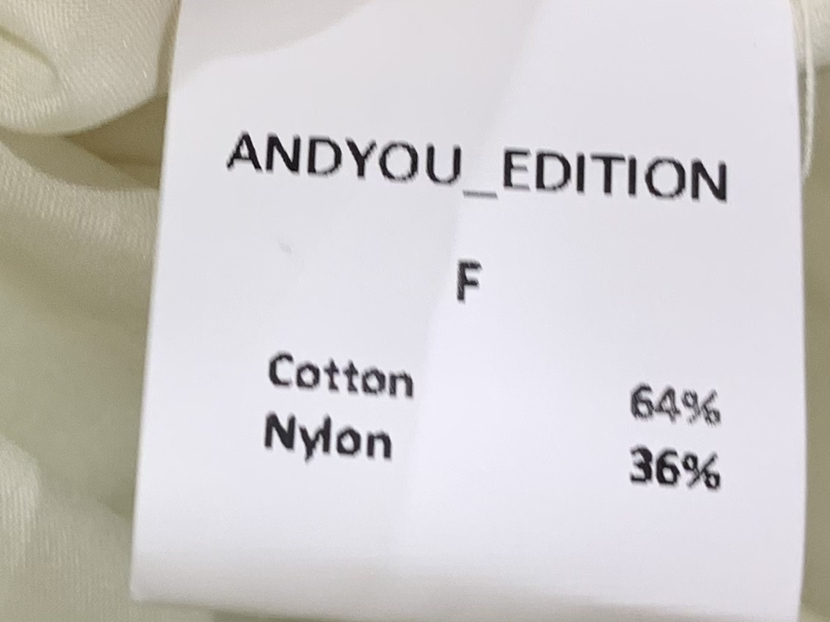 ANDYOU_EDITION
F
Cotton 64%
Nylon 36%